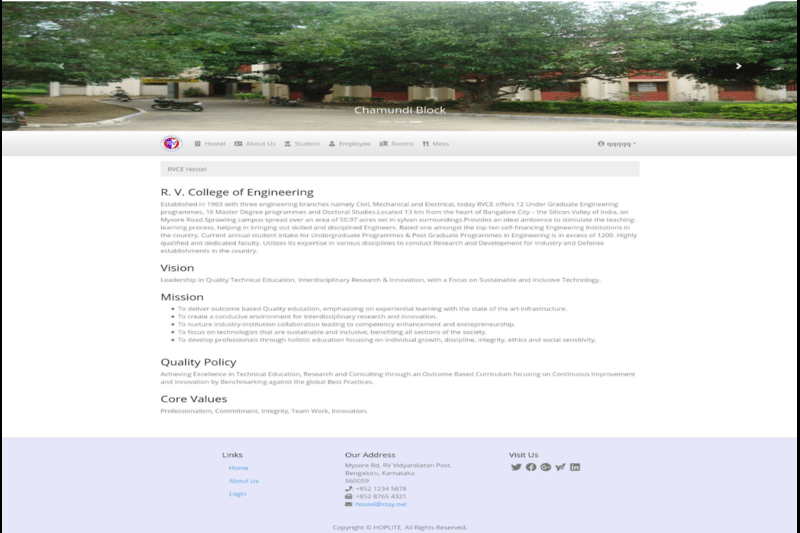 Chamundi Block
Hostel About Us Student Employee Rooms Mess qqqqqq
RVCE Hostel
R. V. College of Engineering
Established in 1963 with three engineering branches namely Civil, Mechanical and Electrical, today RVCE offers 12 Under Graduate Engineering
programmes, 16 Master Degree programmes and Doctoral Studies.Located 13 km from the heart of Bangalore City – the Silicon Valley of India, on
Mysore Road.Sprawling campus spread over an area of 50.97 acres set in sylvan surroundings.Provides an ideal ambience to stimulate the teaching-
learning process, helping in bringing out skilled and disciplined Engineers. Rated one amongst the top ten self-financing Engineering Institutions in
the country. Current annual student intake for Undergraduate Programmes & Post Graduate Programmes in Engineering is in excess of 1200. Highly
qualified and dedicated faculty. Utilizes its expertise in various disciplines to conduct Research and Development for Industry and Defense
establishments in the country.
Vision
Leadership in Quality Technical Education, Interdisciplinary Research & Innovation, with a Focus on Sustainable and Inclusive Technology.
Mission
To deliver outcome based Quality education, emphasizing on experiential learning with the state of the art infrastructure.
To create a conducive environment for interdisciplinary research and innovation.
To nurture industry-institution collaboration leading to competency enhancement and entrepreneurship.
To focus on technologies that are sustainable and inclusive, benefiting all sections of the society.
To develop professionals through holistic education focusing on individual growth, discipline, integrity, ethics and social sensitivity.
Quality Policy
Achieving Excellence in Technical Education, Research and Consulting through an Outcome Based Curriculum focusing on Continuous Improvement
and Innovation by Benchmarking against the global Best Practices.
Core Values
Professionalism, Commitment, Integrity, Team Work, Innovation.
Links
Home
About Us
Login
Our Address
Mysore Rd, RV Vidyaniketan Post,
Bengaluru, Karnataka
560059
: +852 1234 5678
: +852 8765 4321
: hostel@stay.net
Visit Us
Copyright © HOPLITE, All Rights Reserved.